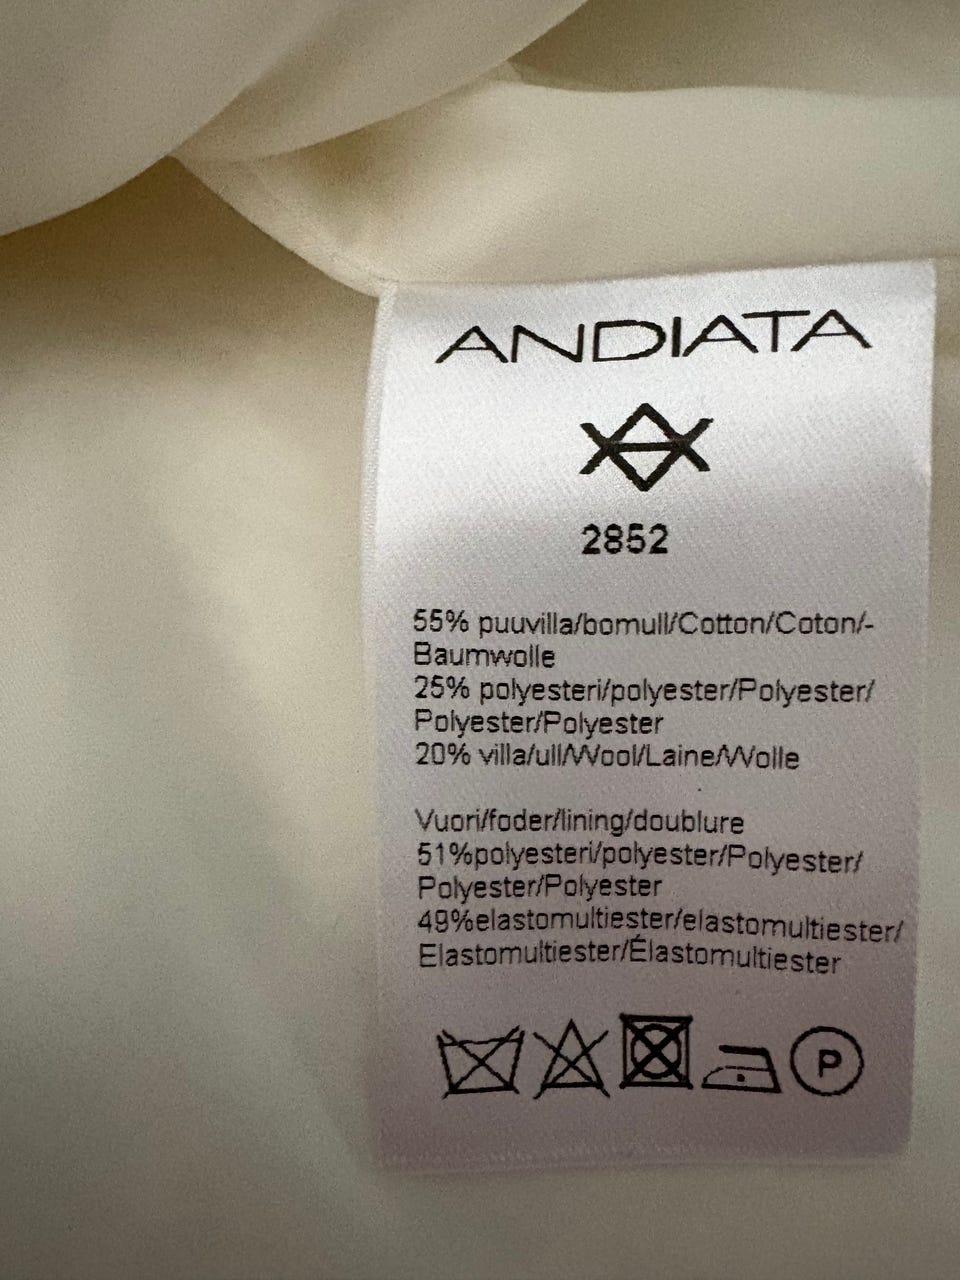 ANDIATA
2852
55% puuvilla/bomull/Cotton/Coton/-
Baumwolle
25% polyesteri/polyester/Polyester/
Polyester/Polyester
20% villa/ull/Wool/Laine/Wolle
Vuori/foder/lining/doublure
51%polyesteri/polyester/Polyester/
Polyester/Polyester
49%elastomultiester/elastomultiester/
Elastomultiester/Élastomultiester
P